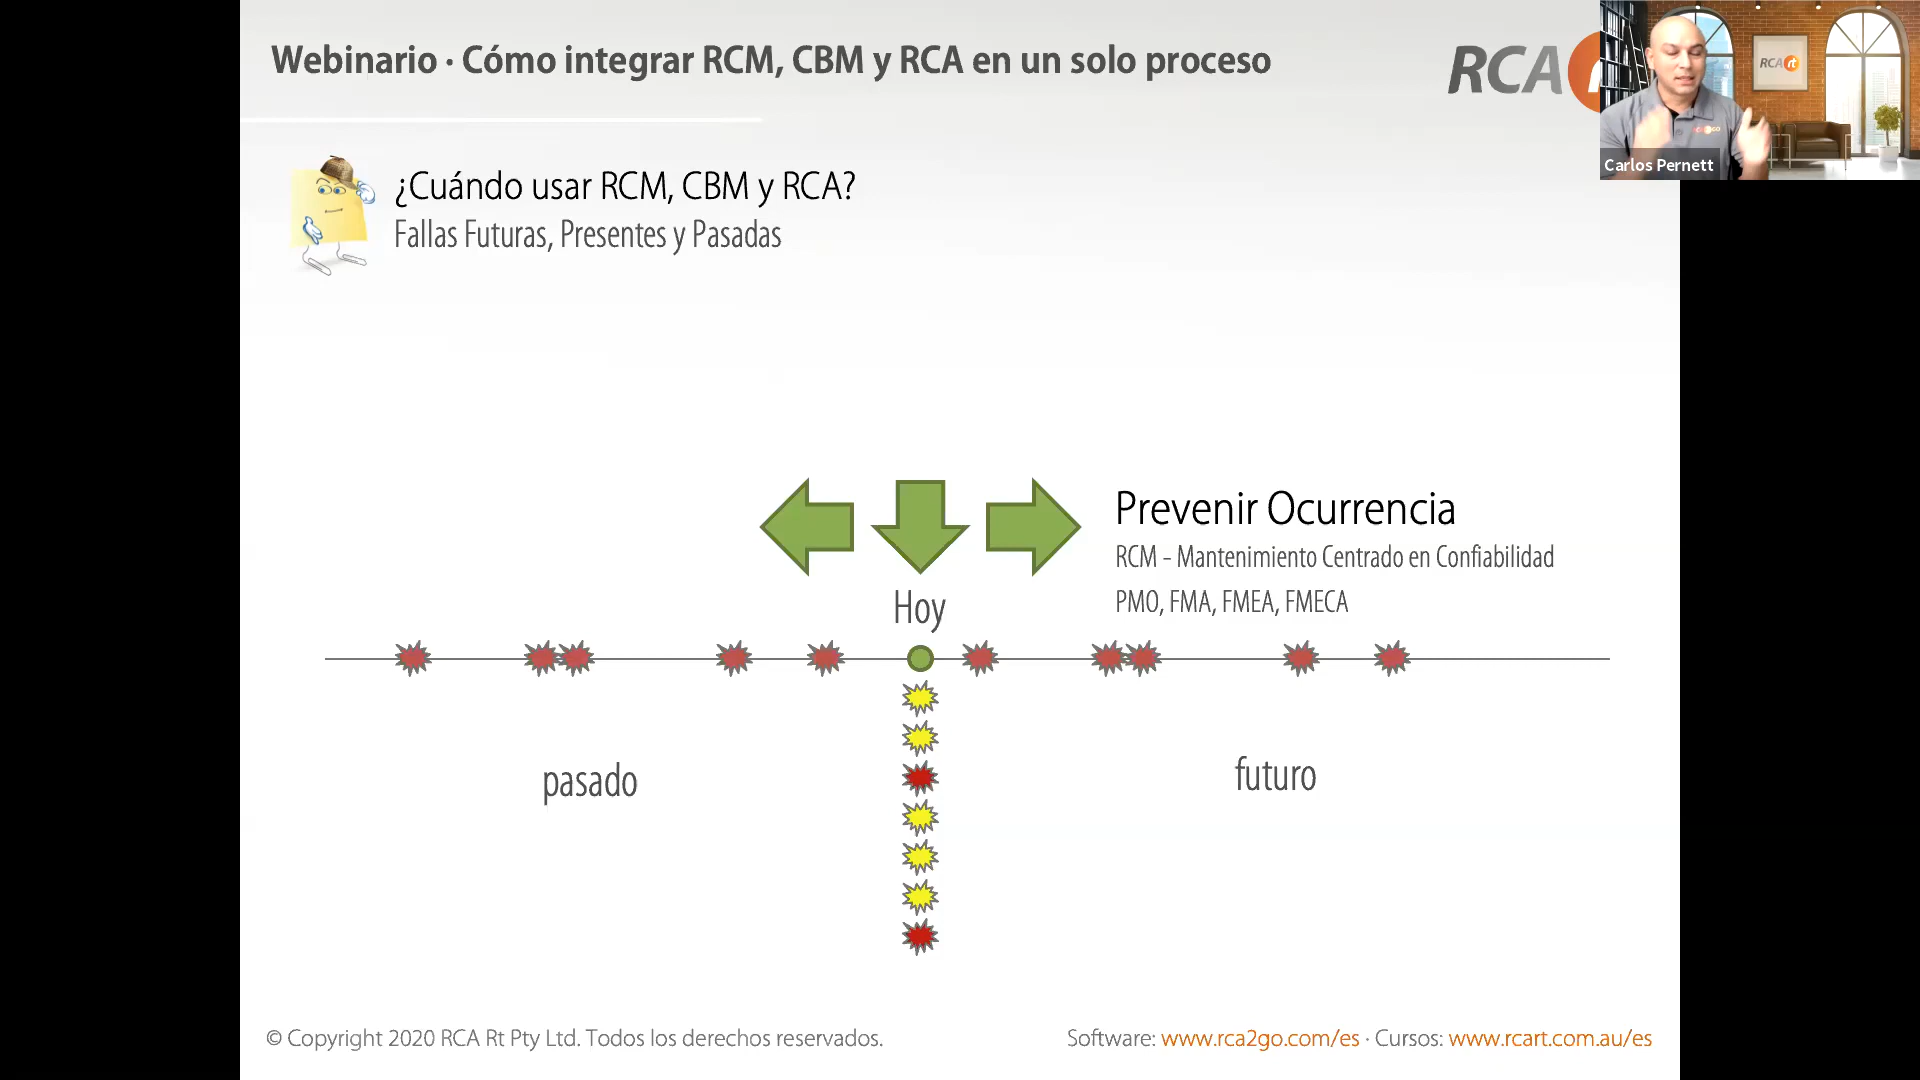 Webinario · Cómo integrar RCM, CBM y RCA en un solo proceso
RCA
RCA rt
Carlos Pernett
¿Cuándo usar RCM, CBM y RCA?
Fallas Futuras, Presentes y Pasadas
Prevenir Ocurrencia
RCM - Mantenimiento Centrado en Confiabilidad
PMO, FMA, FMEA, FMECA
Hoy
pasado
futuro
© Copyright 2020 RCA Rt Pty Ltd. Todos los derechos reservados.
Software: www.rca2go.com/es · Cursos: www.rcart.com.au/es